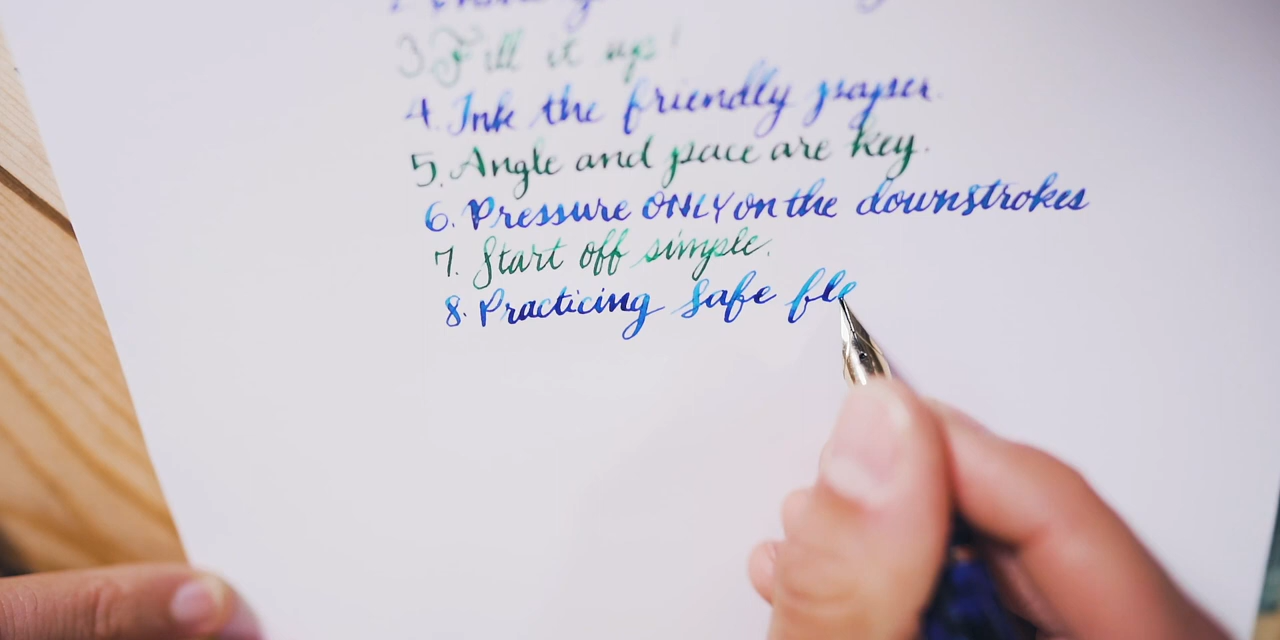 3. Fill it up!
4. Ink the friendly paper.
5. Angle and pace are key.
6. Pressure ONLY on the downstrokes
7. Start off simple.
8. Practicing safe fle